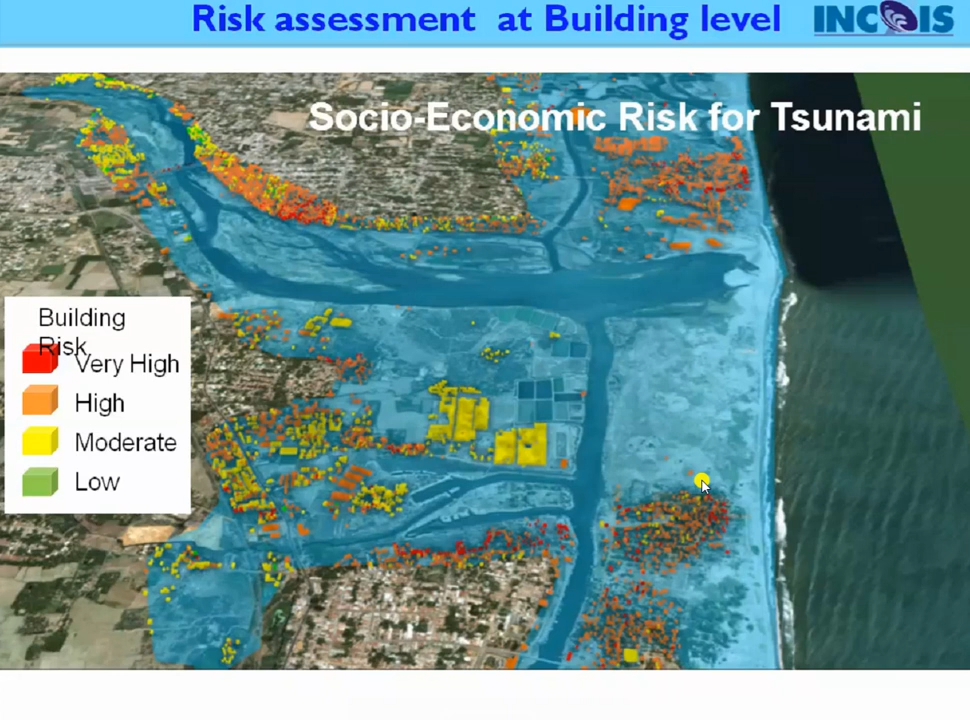 Risk assessment at Building level
INCOIS
Socio-Economic Risk for Tsunami
Building
Risk
Very High
High
Moderate
Low